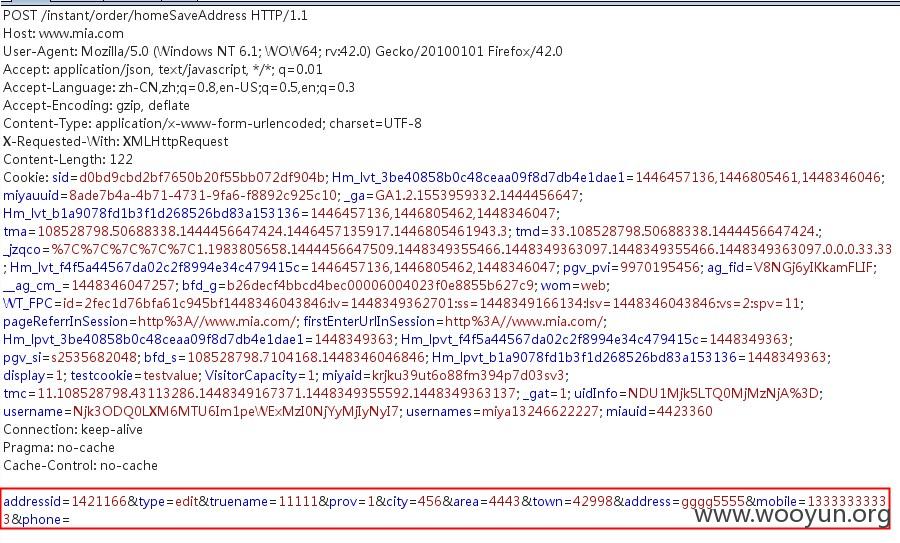 POST /instant/order/homeSaveAddress HTTP/1.1
Host: www.mia.com
User-Agent: Mozilla/5.0 (Windows NT 6.1; WOW64; rv:42.0) Gecko/20100101 Firefox/42.0
Accept: application/json, text/javascript, */*; q=0.01
Accept-Language: zh-CN,zh;q=0.8,en-US;q=0.5,en;q=0.3
Accept-Encoding: gzip, deflate
Content-Type: application/x-www-form-urlencoded; charset=UTF-8
X-Requested-With: XMLHttpRequest
Content-Length: 122
Cookie: sid=d0bd9cbd2bf7650b20f55bb072df904b; Hm_lvt_3be40858b0c48ceaa09f8d7db4e1dae1=1446457136,1446805461,1448346046;
miyauuid=8ade7b4a-4b71-4731-9fa6-f8892c925c10; _ga=GA1.2.1553959332.1444456647;
Hm_lvt_b1a9078fd1b3f1d268526bd83a153136=1446457136,1446805462,1448346047;
tma=108528798.50688338.1444456647424.1446457135917.1446805461943.3; tmd=33.108528798.50688338.1444456647424.;
_jzqco=%7C%7C%7C%7C%7C1.1983805658.1444456647509.1448349355466.1448349363097.1448349355466.1448349363097.0.0.0.33.33
; Hm_lvt_f4f5a44567da02c2f8994e34c479415c=1446457136,1446805462,1448346047; pgv_pvi=9970195456; ag_fid=V8NGj6yIKkamFLIF;
__ag_cm_=1448346047257; bfd_g=b26decf4bbcd4bec00006004023f0e8855b627c9; wom=web;
WT_FPC=id=2fec1d76bfa61c945bf1448346043846:lv=1448349362701:ss=1448349166134:lsv=1448346043846:vs=2:spv=11;
pageReferrInSession=http%3A//www.mia.com/; firstEnterUrlInSession=http%3A//www.mia.com/;
Hm_lpvt_3be40858b0c48ceaa09f8d7db4e1dae1=1448349363; Hm_lpvt_f4f5a44567da02c2f8994e34c479415c=1448349363;
pgv_si=s2535682048; bfd_s=108528798.7104168.1448346046846; Hm_lpvt_b1a9078fd1b3f1d268526bd83a153136=1448349363;
display=1; testcookie=testvalue; VisitorCapacity=1; miyaid=krjku39ut6o88fm394p7d03sv3;
tmc=11.108528798.43113286.1448349167371.1448349355592.1448349363137; _gat=1; uidInfo=NDU1Mjk5LTQ0MjMzNjA%3D;
username=Njk3ODQ0LXM6MTU6Im1peWExMzI0NjYyMjIyNyI7; usernames=miya13246622227; miauid=4423360
Connection: keep-alive
Pragma: no-cache
Cache-Control: no-cache
addressid=1421166&type=edit&truename=11111&prov=1&city=456&area=4443&town=42998&address=gggg5555&mobile=1333333333
3&phone=
www.wooyun.org